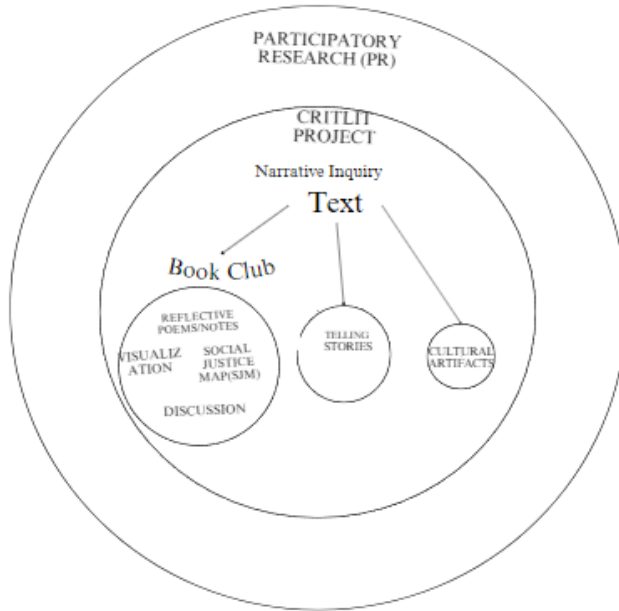 PARTICIPATORY
RESEARCH (PR)
CRITLIT
PROJECT
Narrative Inquiry
Text
Book Club
REFLECTIVE
POEMS/NOTES
VISUALIZ
ATION
SOCIAL
JUSTICE
MAP(SJM)
DISCUSSION
TELLING
STORIES
CULTURAL
ARTIFACTS